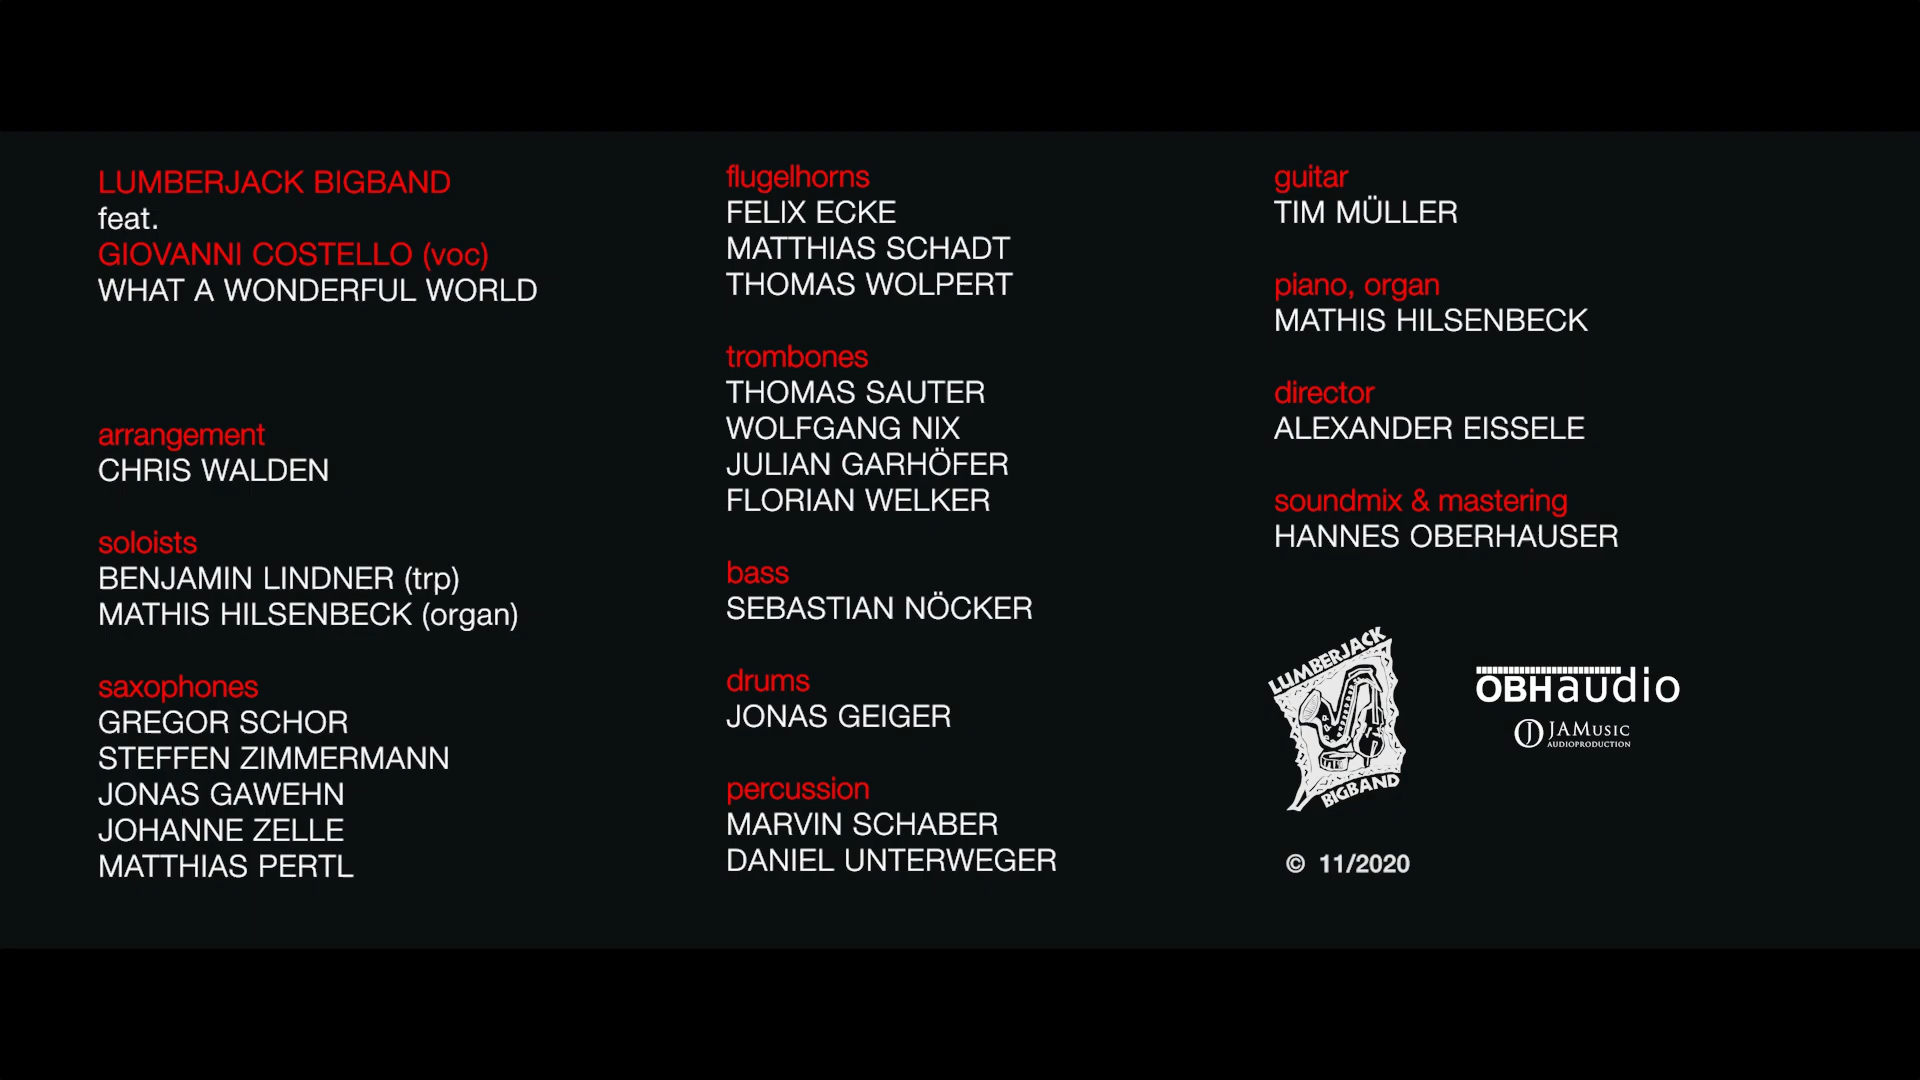 LUMBERJACK BIGBAND
feat.
GIOVANNI COSTELLO (voc)
WHAT A WONDERFUL WORLD
arrangement
CHRIS WALDEN
soloists
BENJAMIN LINDNER (trp)
MATHIS HILSENBECK (organ)
saxophones
GREGOR SCHOR
STEFFEN ZIMMERMANN
JONAS GAWEHN
JOHANNE ZELLE
MATTHIAS PERTL
flugelhorns
FELIX ECKE
MATTHIAS SCHADT
THOMAS WOLPERT
trombones
THOMAS SAUTER
WOLFGANG NIX
JULIAN GARHÖFER
FLORIAN WELKER
bass
SEBASTIAN NÖCKER
drums
JONAS GEIGER
percussion
MARVIN SCHABER
DANIEL UNTERWEGER
guitar
TIM MÜLLER
piano, organ
MATHIS HILSENBECK
director
ALEXANDER EISSELE
soundmix & mastering
HANNES OBERHAUSER
LUMBERJACK
BIGBAND
OBHaudio
JAMUSIC
AUDIOPRODUCTION
© 11/2020